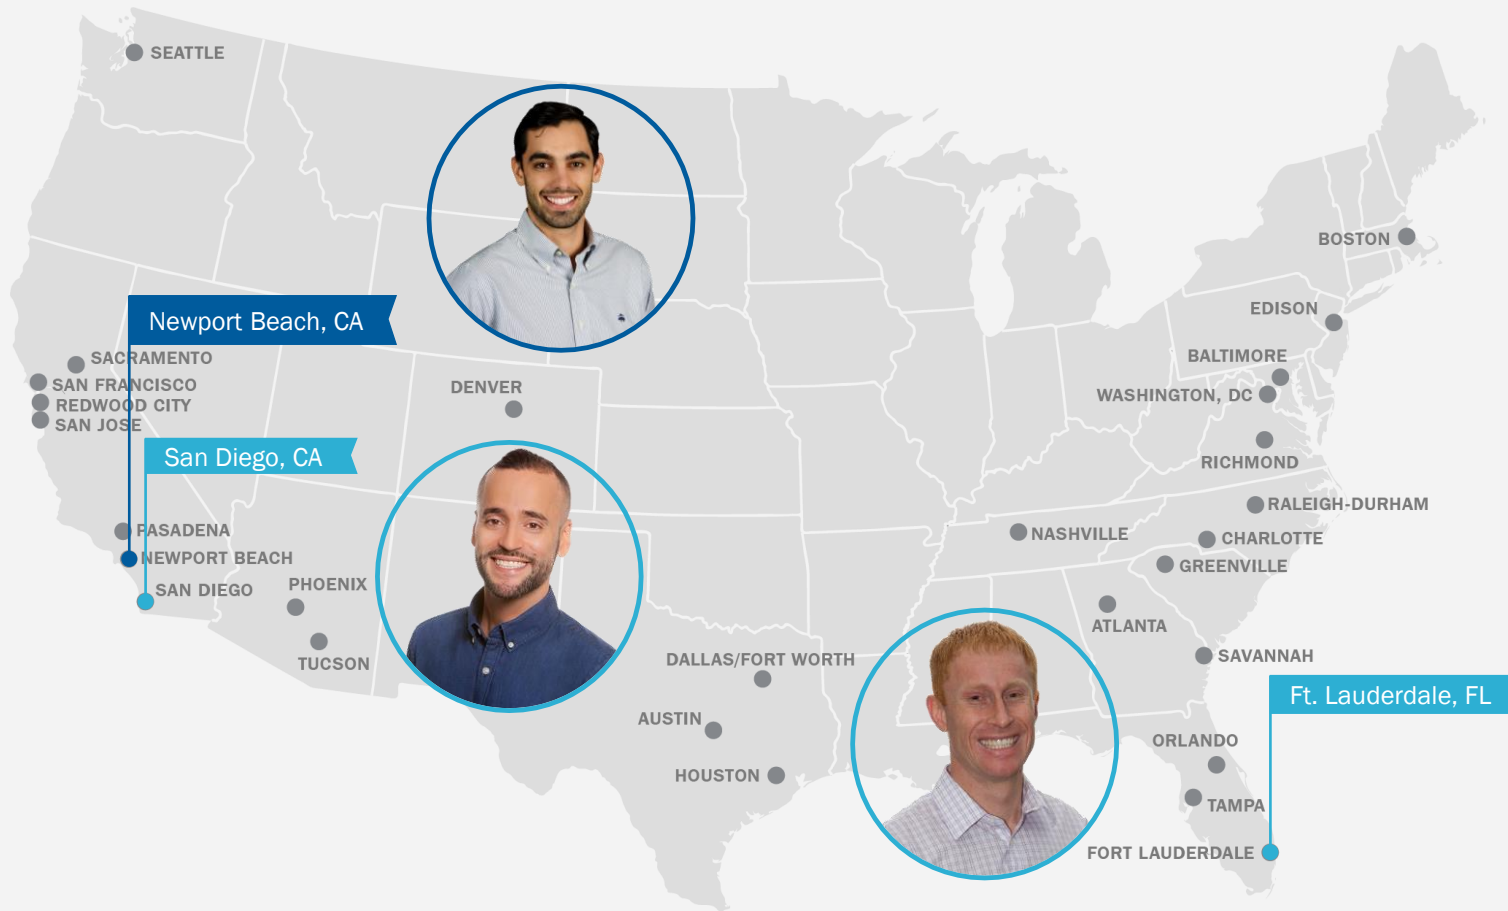 SEATTLE
BOSTON
EDISON
Newport Beach, CA
SACRAMENTO
BALTIMORE
SAN FRANCISCO
DENVER
WASHINGTON, DC
REDWOOD CITY
SAN JOSE
San Diego, CA
RICHMOND
RALEIGH-DURHAM
PASADENA
NASHVILLE
CHARLOTTE
NEWPORT BEACH
GREENVILLE
PHOENIX
SAN DIEGO
ATLANTA
TUCSON
DALLAS/FORT WORTH
SAVANNAH
Ft. Lauderdale, FL
AUSTIN
ORLANDO
HOUSTON
TAMPA
FORT LAUDERDALE